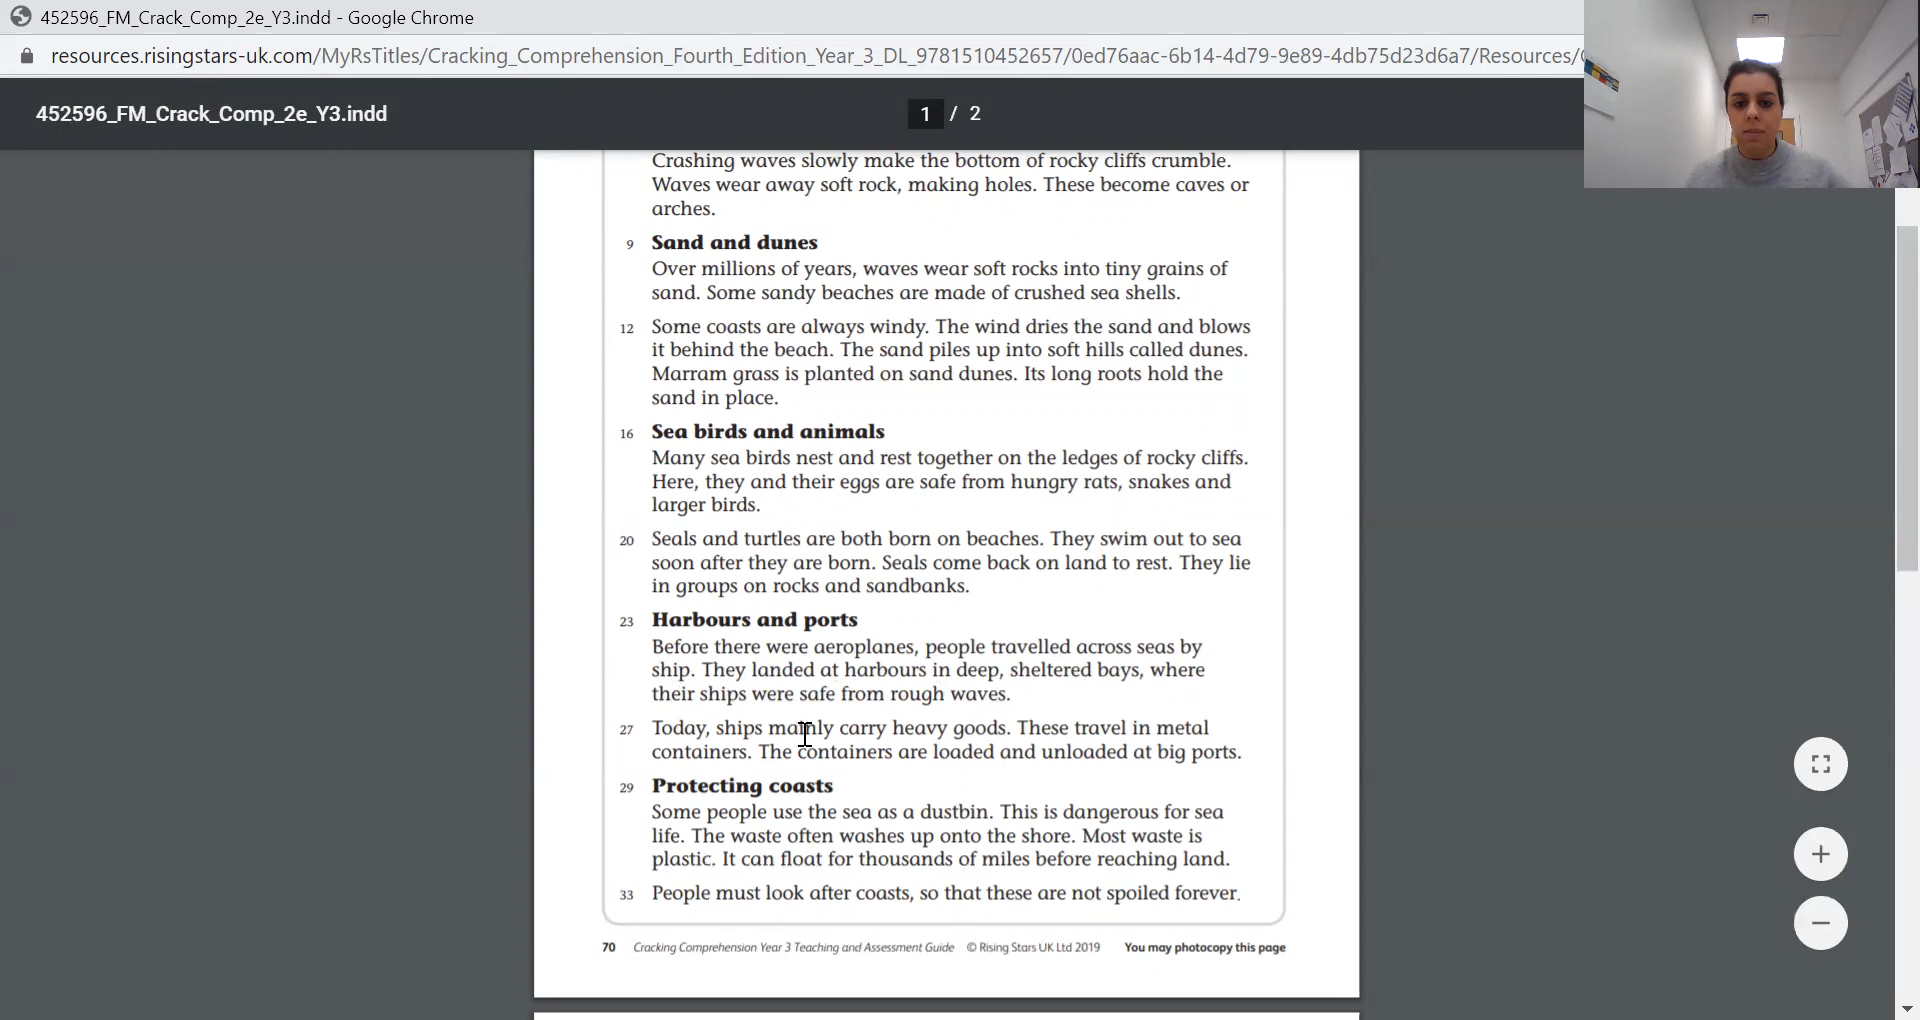 452596_FM_Crack_Comp_2e_Y3.indd - Google Chrome
resources.risingstars-uk.com/MyRsTitles/Cracking_Comprehension_Fourth_Edition_Year_3_DL_9781510452657/0ed76aac-6b14-4d79-9e89-4db75d23d6a7/Resources/
452596_FM_Crack_Comp_2e_Y3.indd
1 / 2
Crashing waves slowly make the bottom of rocky cliffs crumble.
Waves wear away soft rock, making holes. These become caves or
arches.
9 Sand and dunes
Over millions of years, waves wear soft rocks into tiny grains of
sand. Some sandy beaches are made of crushed sea shells.
12 Some coasts are always windy. The wind dries the sand and blows
it behind the beach. The sand piles up into soft hills called dunes.
Marram grass is planted on sand dunes. Its long roots hold the
sand in place.
16 Sea birds and animals
Many sea birds nest and rest together on the ledges of rocky cliffs.
Here, they and their eggs are safe from hungry rats, snakes and
larger birds.
20 Seals and turtles are both born on beaches. They swim out to sea
soon after they are born. Seals come back on land to rest. They lie
in groups on rocks and sandbanks.
23 Harbours and ports
Before there were aeroplanes, people travelled across seas by
ship. They landed at harbours in deep, sheltered bays, where
their ships were safe from rough waves.
27 Today, ships mainly carry heavy goods. These travel in metal
containers. The containers are loaded and unloaded at big ports.
29 Protecting coasts
Some people use the sea as a dustbin. This is dangerous for sea
life. The waste often washes up onto the shore. Most waste is
plastic. It can float for thousands of miles before reaching land.
33 People must look after coasts, so that these are not spoiled forever.
70 Cracking Comprehension Year 3 Teaching and Assessment Guide © Rising Stars UK Ltd 2019 You may photocopy this page